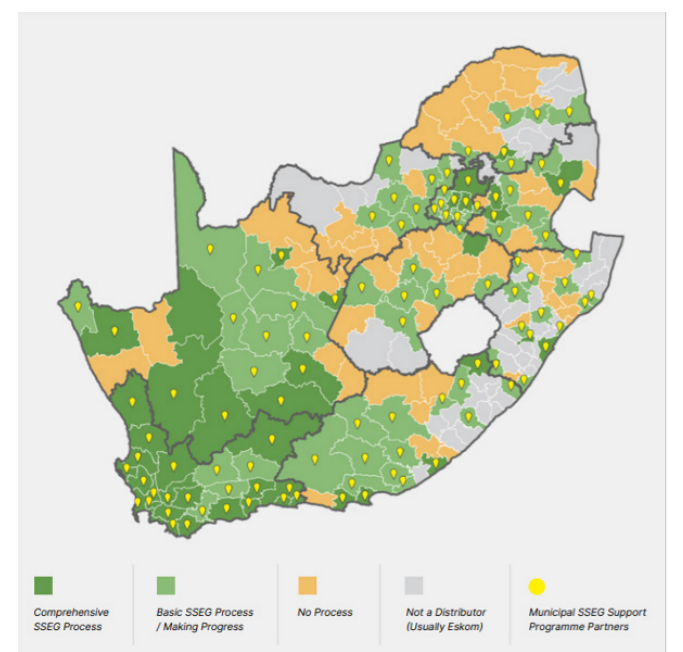 Comprehensive
SSEG Process
Basic SSEG Process
/ Making Progress
No Process
Not a Distributor
(Usually Eskom)
Municipal SSEG Support
Programme Partners